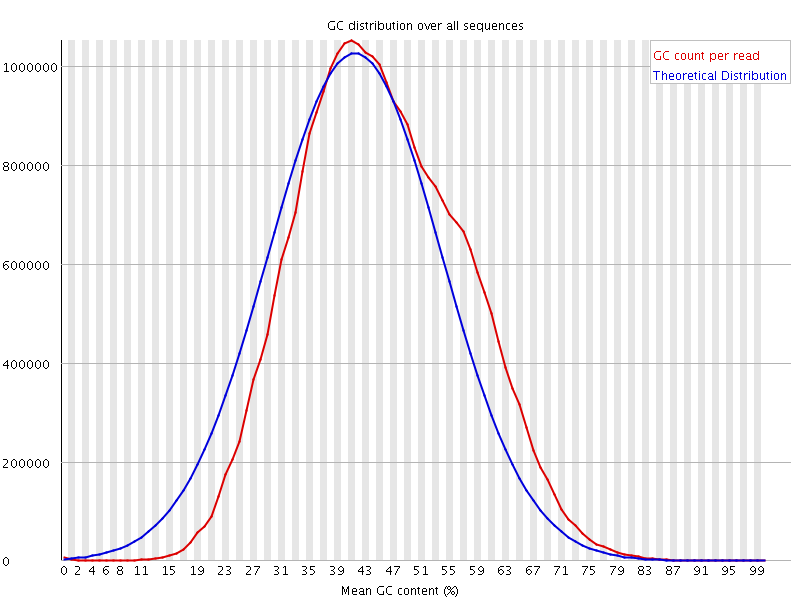 GC distribution over all sequences
GC count per read
Theoretical Distribution
1000000
800000
600000
400000
200000
0
0 2 4 6 8 11 15 19 23 27 31 35 39 43 47 51 55 59 63 67 71 75 79 83 87 91 95 99
Mean GC content (%)